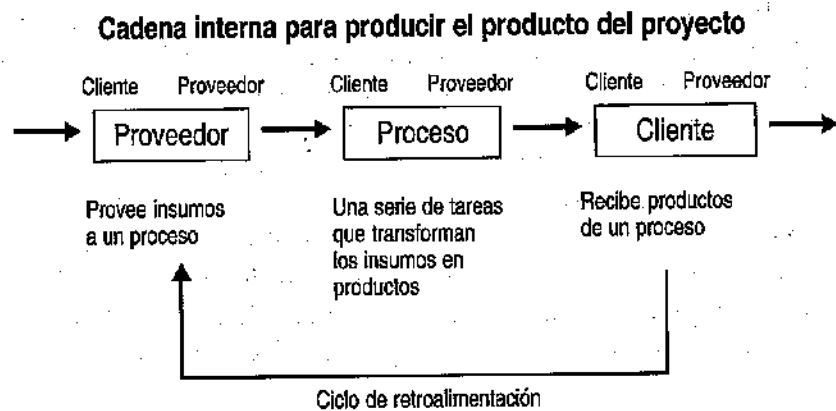 Cadena interna para producir el producto del proyecto
Cliente Proveedor Cliente Proveedor Cliente Proveedor
Proveedor Proceso Cliente
Provee insumos
a un proceso
Una serie de tareas
que transforman
los insumos en
productos
Recibe productos
de un proceso
Ciclo de retroalimentación